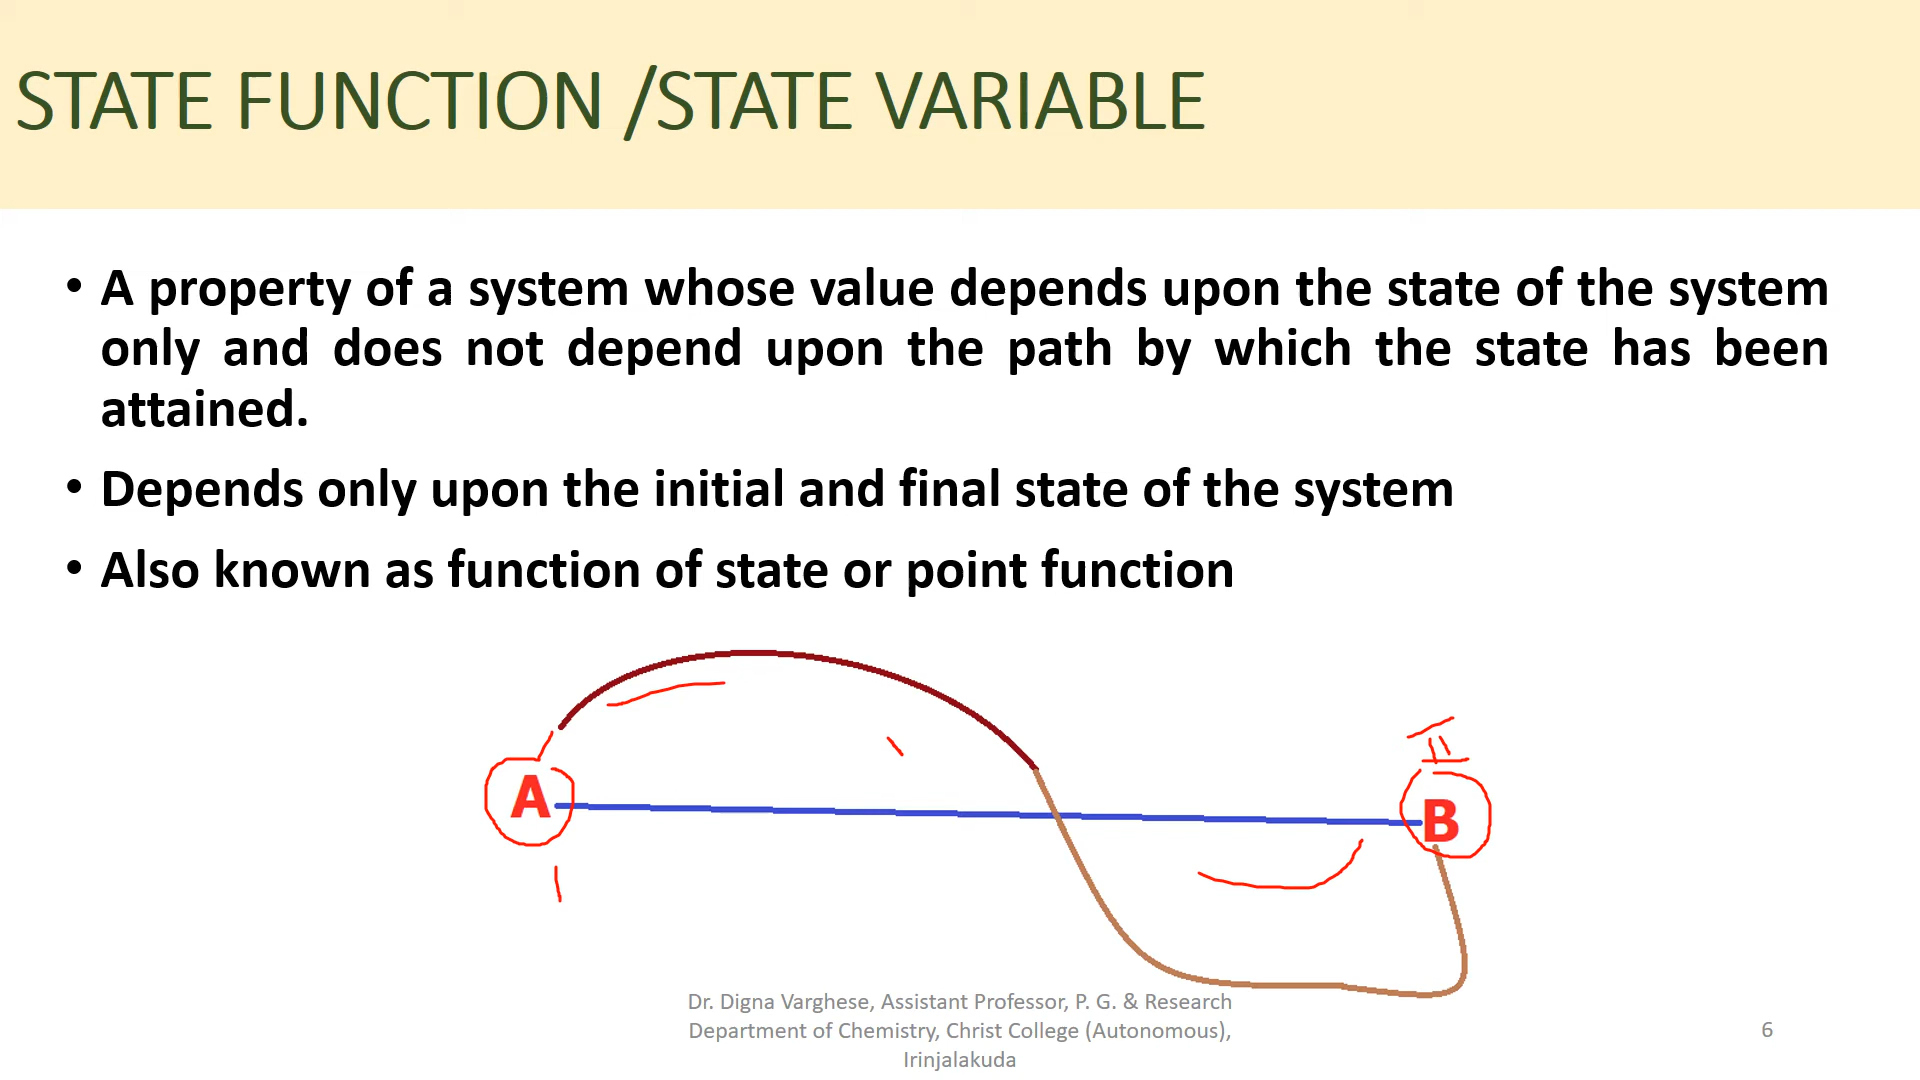 STATE FUNCTION /STATE VARIABLE
• A property of a system whose value depends upon the state of the system
only and does not depend upon the path by which the state has been
attained.
• Depends only upon the initial and final state of the system
• Also known as function of state or point function
II
A
B
Dr. Digna Varghese, Assistant Professor, P. G. & Research
Department of Chemistry, Christ College (Autonomous),
Irinjalakuda
6